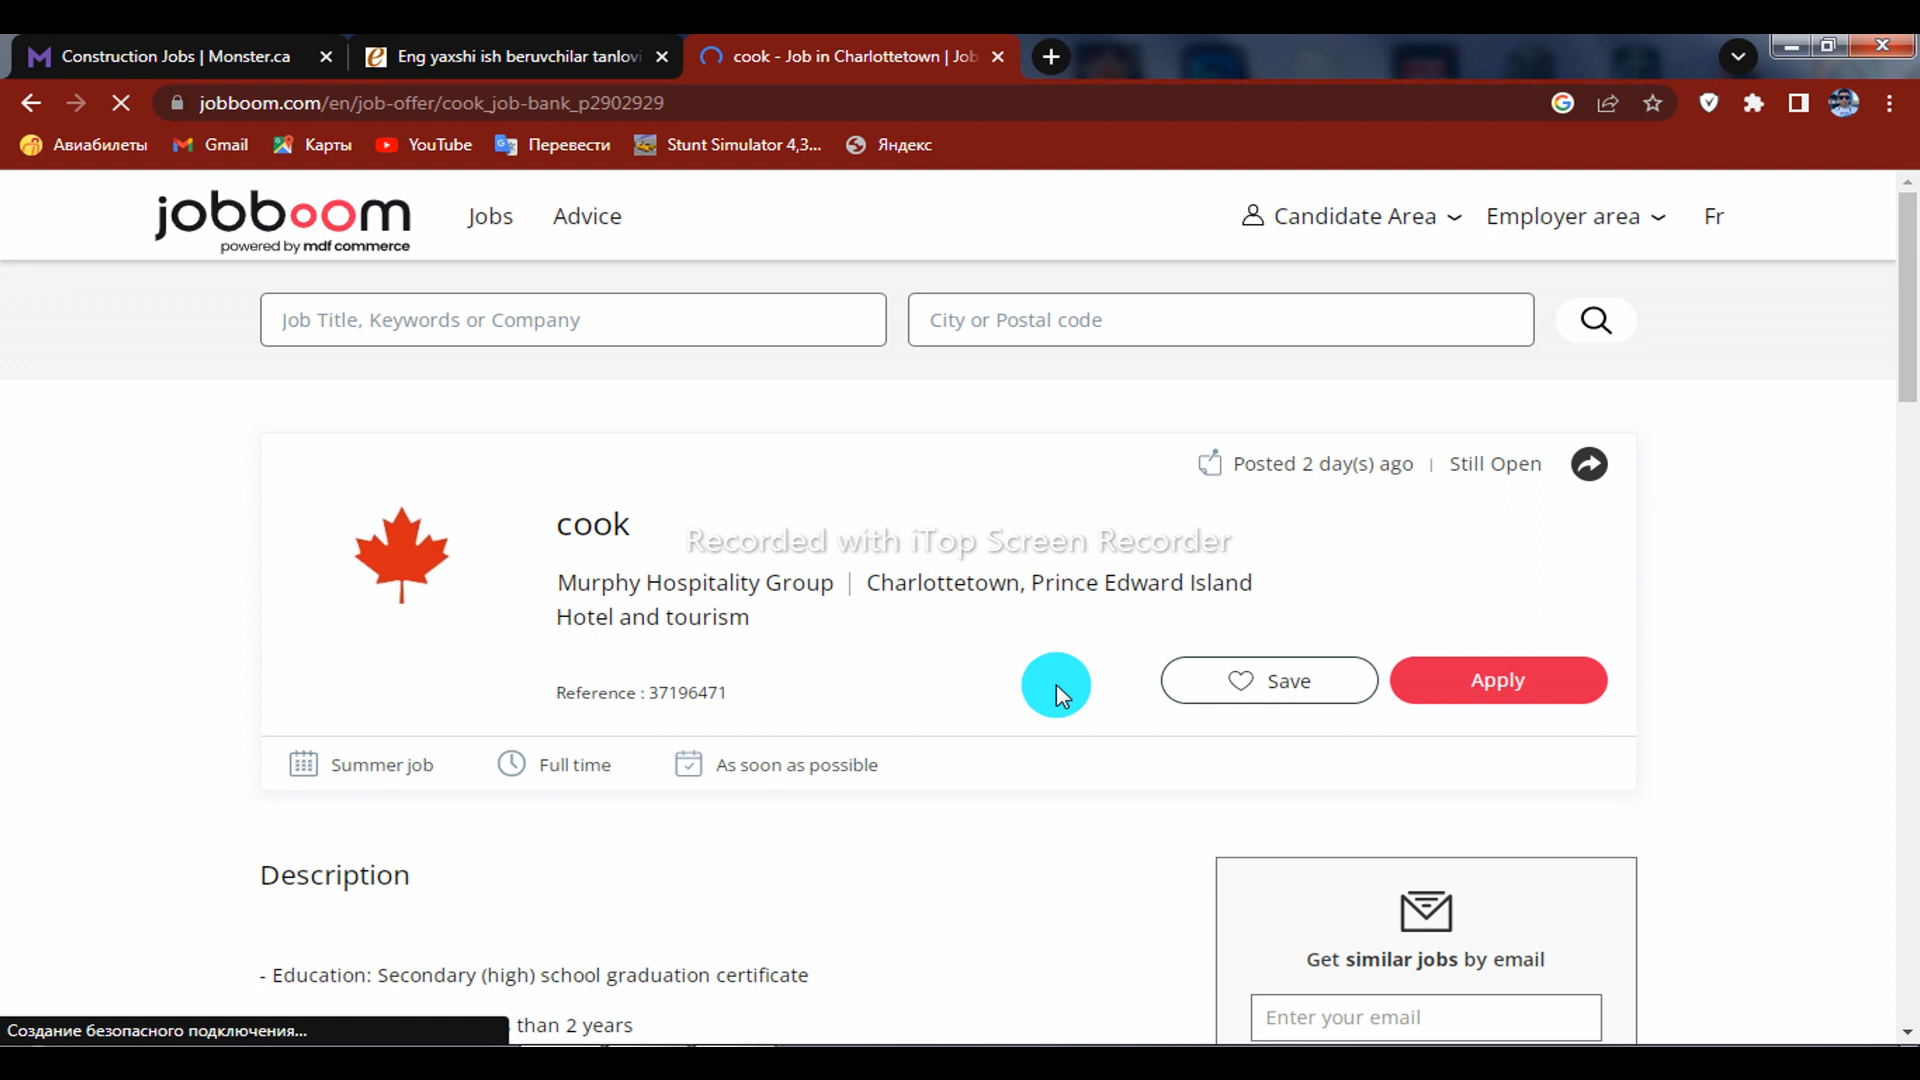 Construction Jobs | Monster.ca
Eng yaxshi ish beruvchilar tanlovi
cook - Job in Charlottetown | Job
jobboom.com/en/job-offer/cook_job-bank_p2902929
Авиабилеты
Gmail
Карты
YouTube
Перевести
Stunt Simulator 4,3...
Яндекс
jobboom
powered by mdf commerce
Jobs
Advice
Candidate Area
Employer area
Fr
Job Title, Keywords or Company
City or Postal code
Posted 2 day(s) ago | Still Open
cook
Recorded with iTop Screen Recorder
Murphy Hospitality Group | Charlottetown, Prince Edward Island
Hotel and tourism
Reference : 37196471
Save
Apply
Summer job
Full time
As soon as possible
Description
- Education: Secondary (high) school graduation certificate
than 2 years
Get similar jobs by email
Enter your email
Создание безопасного подключения...